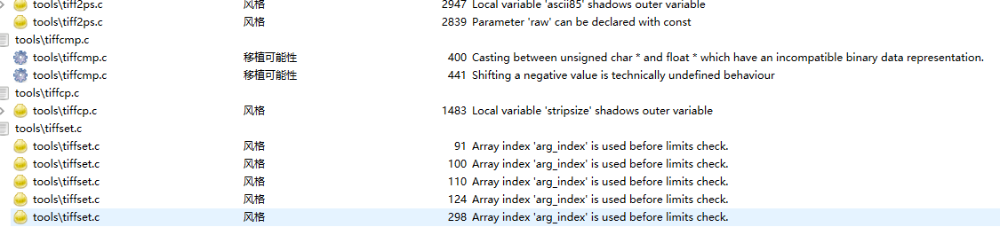 tools\tiff2ps.c 风格 2947 Local variable 'ascii85' shadows outer variable
tools\tiff2ps.c 风格 2839 Parameter 'raw' can be declared with const
tools\tiffcmp.c
tools\tiffcmp.c 移植可能性 400 Casting between unsigned char * and float * which have an incompatible binary data representation.
tools\tiffcmp.c 移植可能性 441 Shifting a negative value is technically undefined behaviour
tools\tiffcp.c
tools\tiffcp.c 风格 1483 Local variable 'stripsize' shadows outer variable
tools\tiffset.c
tools\tiffset.c 风格 91 Array index 'arg_index' is used before limits check.
tools\tiffset.c 风格 100 Array index 'arg_index' is used before limits check.
tools\tiffset.c 风格 110 Array index 'arg_index' is used before limits check.
tools\tiffset.c 风格 124 Array index 'arg_index' is used before limits check.
tools\tiffset.c 风格 298 Array index 'arg_index' is used before limits check.